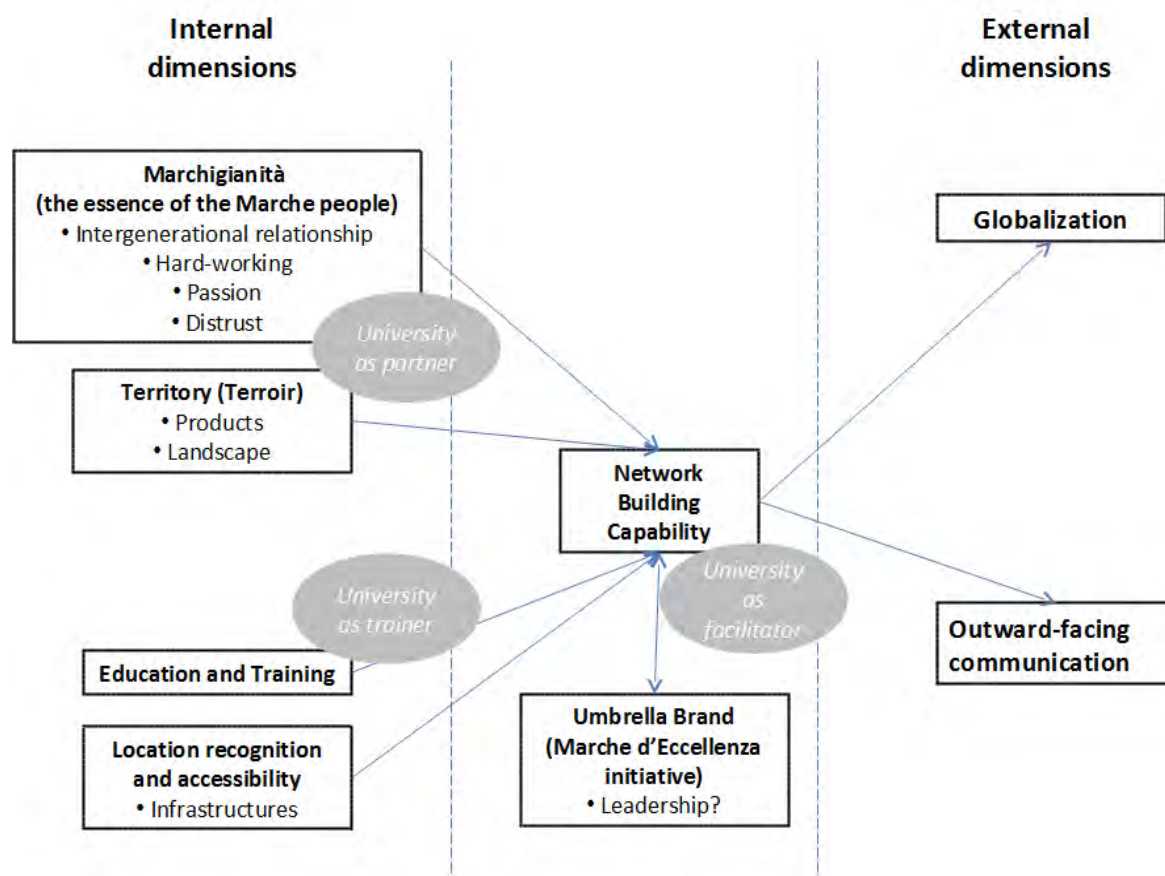 Internal
dimensions
External
dimensions
Marchigianità
(the essence of the Marche people)
• Intergenerational relationship
• Hard-working
• Passion
• Distrust
University
as partner
Territory (Terroir)
• Products
• Landscape
Globalization
Network
Building
Capability
University
as trainer
University
as
facilitator
Education and Training
Location recognition
and accessibility
• Infrastructures
Umbrella Brand
(Marche d’Eccellenza
initiative)
• Leadership?
Outward-facing
communication